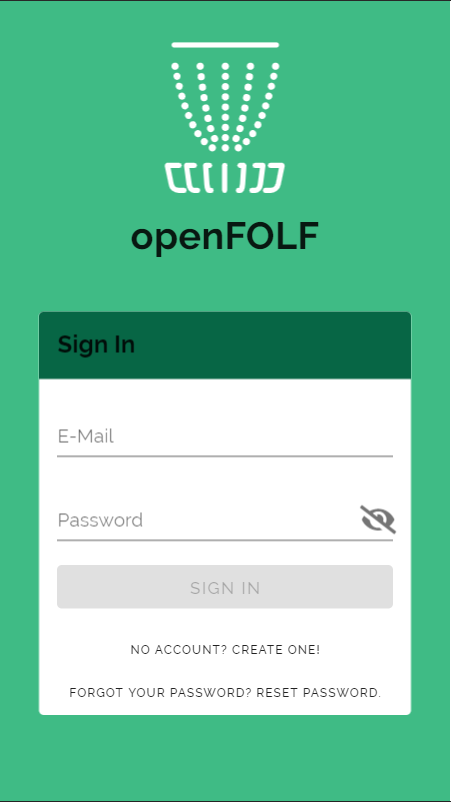 openFOLF
Sign In
E-Mail
Password
SIGN IN
NO ACCOUNT? CREATE ONE!
FORGOT YOUR PASSWORD? RESET PASSWORD.